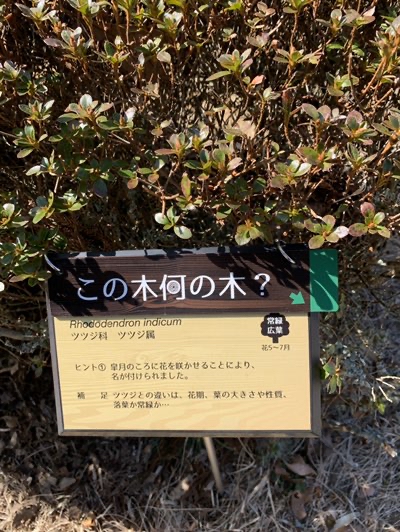 この木何の木？
Rhododendron indicum
ツツジ科　ツツジ属
常緑
広葉
花5〜7月
ヒント① 皐月のころに花を咲かせることにより、
名が付けられました。
補　足 ツツジとの違いは、花期、葉の大きさや性質、
落葉か常緑か…